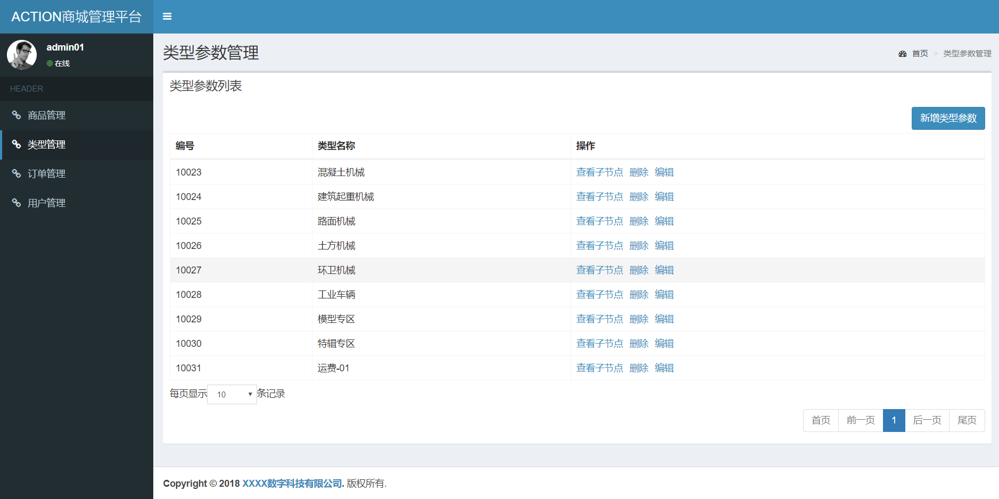 ACTION商城管理平台
admin01
在线
HEADER
商品管理
类型管理
订单管理
用户管理
类型参数管理
首页 > 类型参数管理
类型参数列表
新增类型参数
编号 类型名称 操作
10023 混凝土机械 查看子节点 删除 编辑
10024 建筑起重机械 查看子节点 删除 编辑
10025 路面机械 查看子节点 删除 编辑
10026 土方机械 查看子节点 删除 编辑
10027 环卫机械 查看子节点 删除 编辑
10028 工业车辆 查看子节点 删除 编辑
10029 模型专区 查看子节点 删除 编辑
10030 特辑专区 查看子节点 删除 编辑
10031 运费-01 查看子节点 删除 编辑
每页显示 10 条记录
首页 前一页 1 后一页 尾页
Copyright © 2018 XXXX数字科技有限公司. 版权所有.